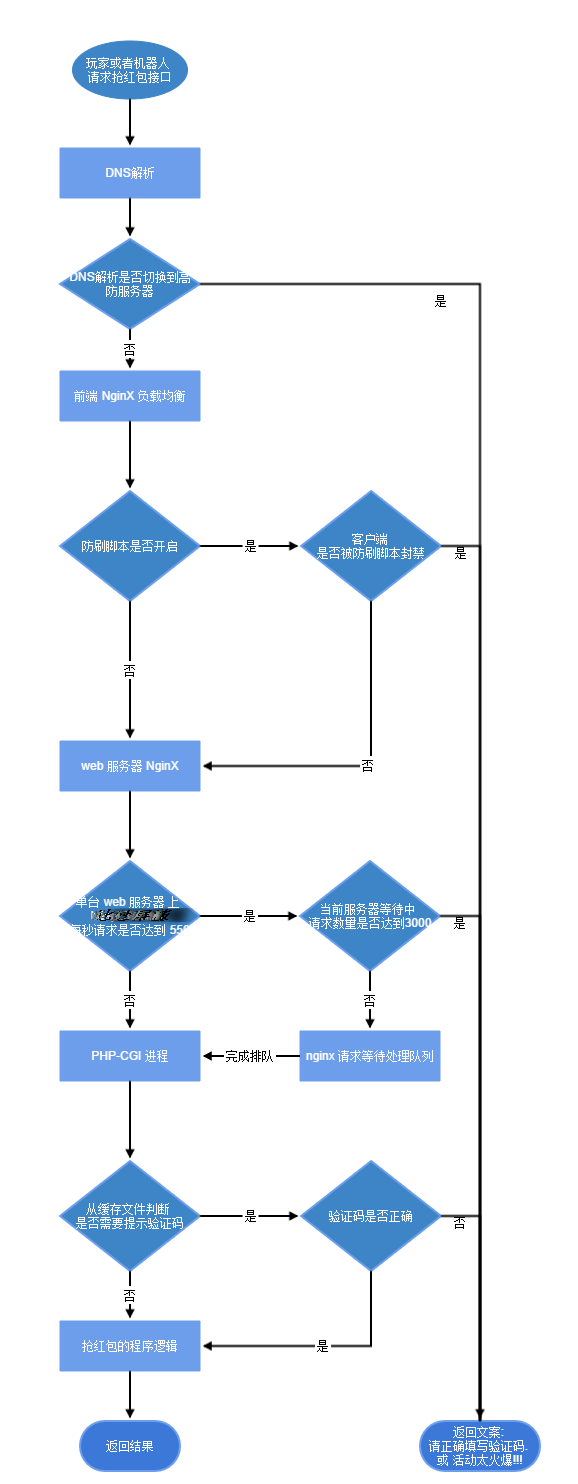 玩家或者机器人
请求抢红包接口
DNS解析
DNS解析是否切换到高
防服务器
是
否
前端 NginX 负载均衡
防刷脚本是否开启
是
客户端
是否被防刷脚本封禁
是
否
web 服务器 NginX
否
单台 web 服务器 上
每秒请求是否达到
是
当前服务器等待中
请求数量是否达到3000
是
否
否
PHP-CGI 进程
完成排队
nginx 请求等待处理队列
从缓存文件判断
是否需要提示验证码
是
验证码是否正确
否
否
抢红包的程序逻辑
是
返回结果
返回文案:
请正确填写验证码.
或 活动太火爆!!!